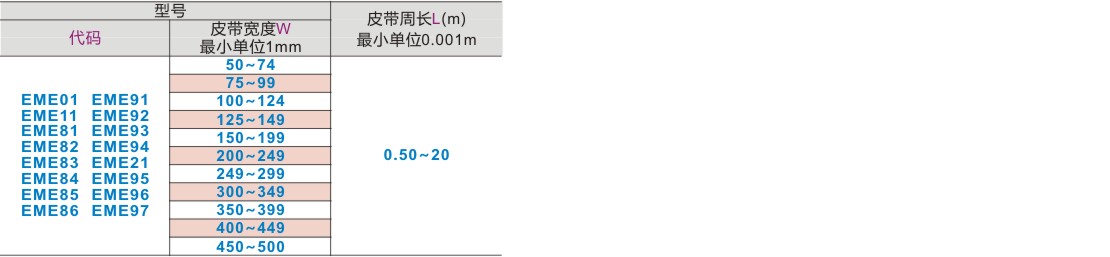 型号
代码
皮带宽度W
最小单位1mm
皮带周长L(m)
最小单位0.001m
EME01 EME91
EME11 EME92
EME81 EME93
EME82 EME94
EME83 EME21
EME84 EME95
EME85 EME96
EME86 EME97
50~74
75~99
100~124
125~149
150~199
200~249
249~299
300~349
350~399
400~449
450~500
0.50~20